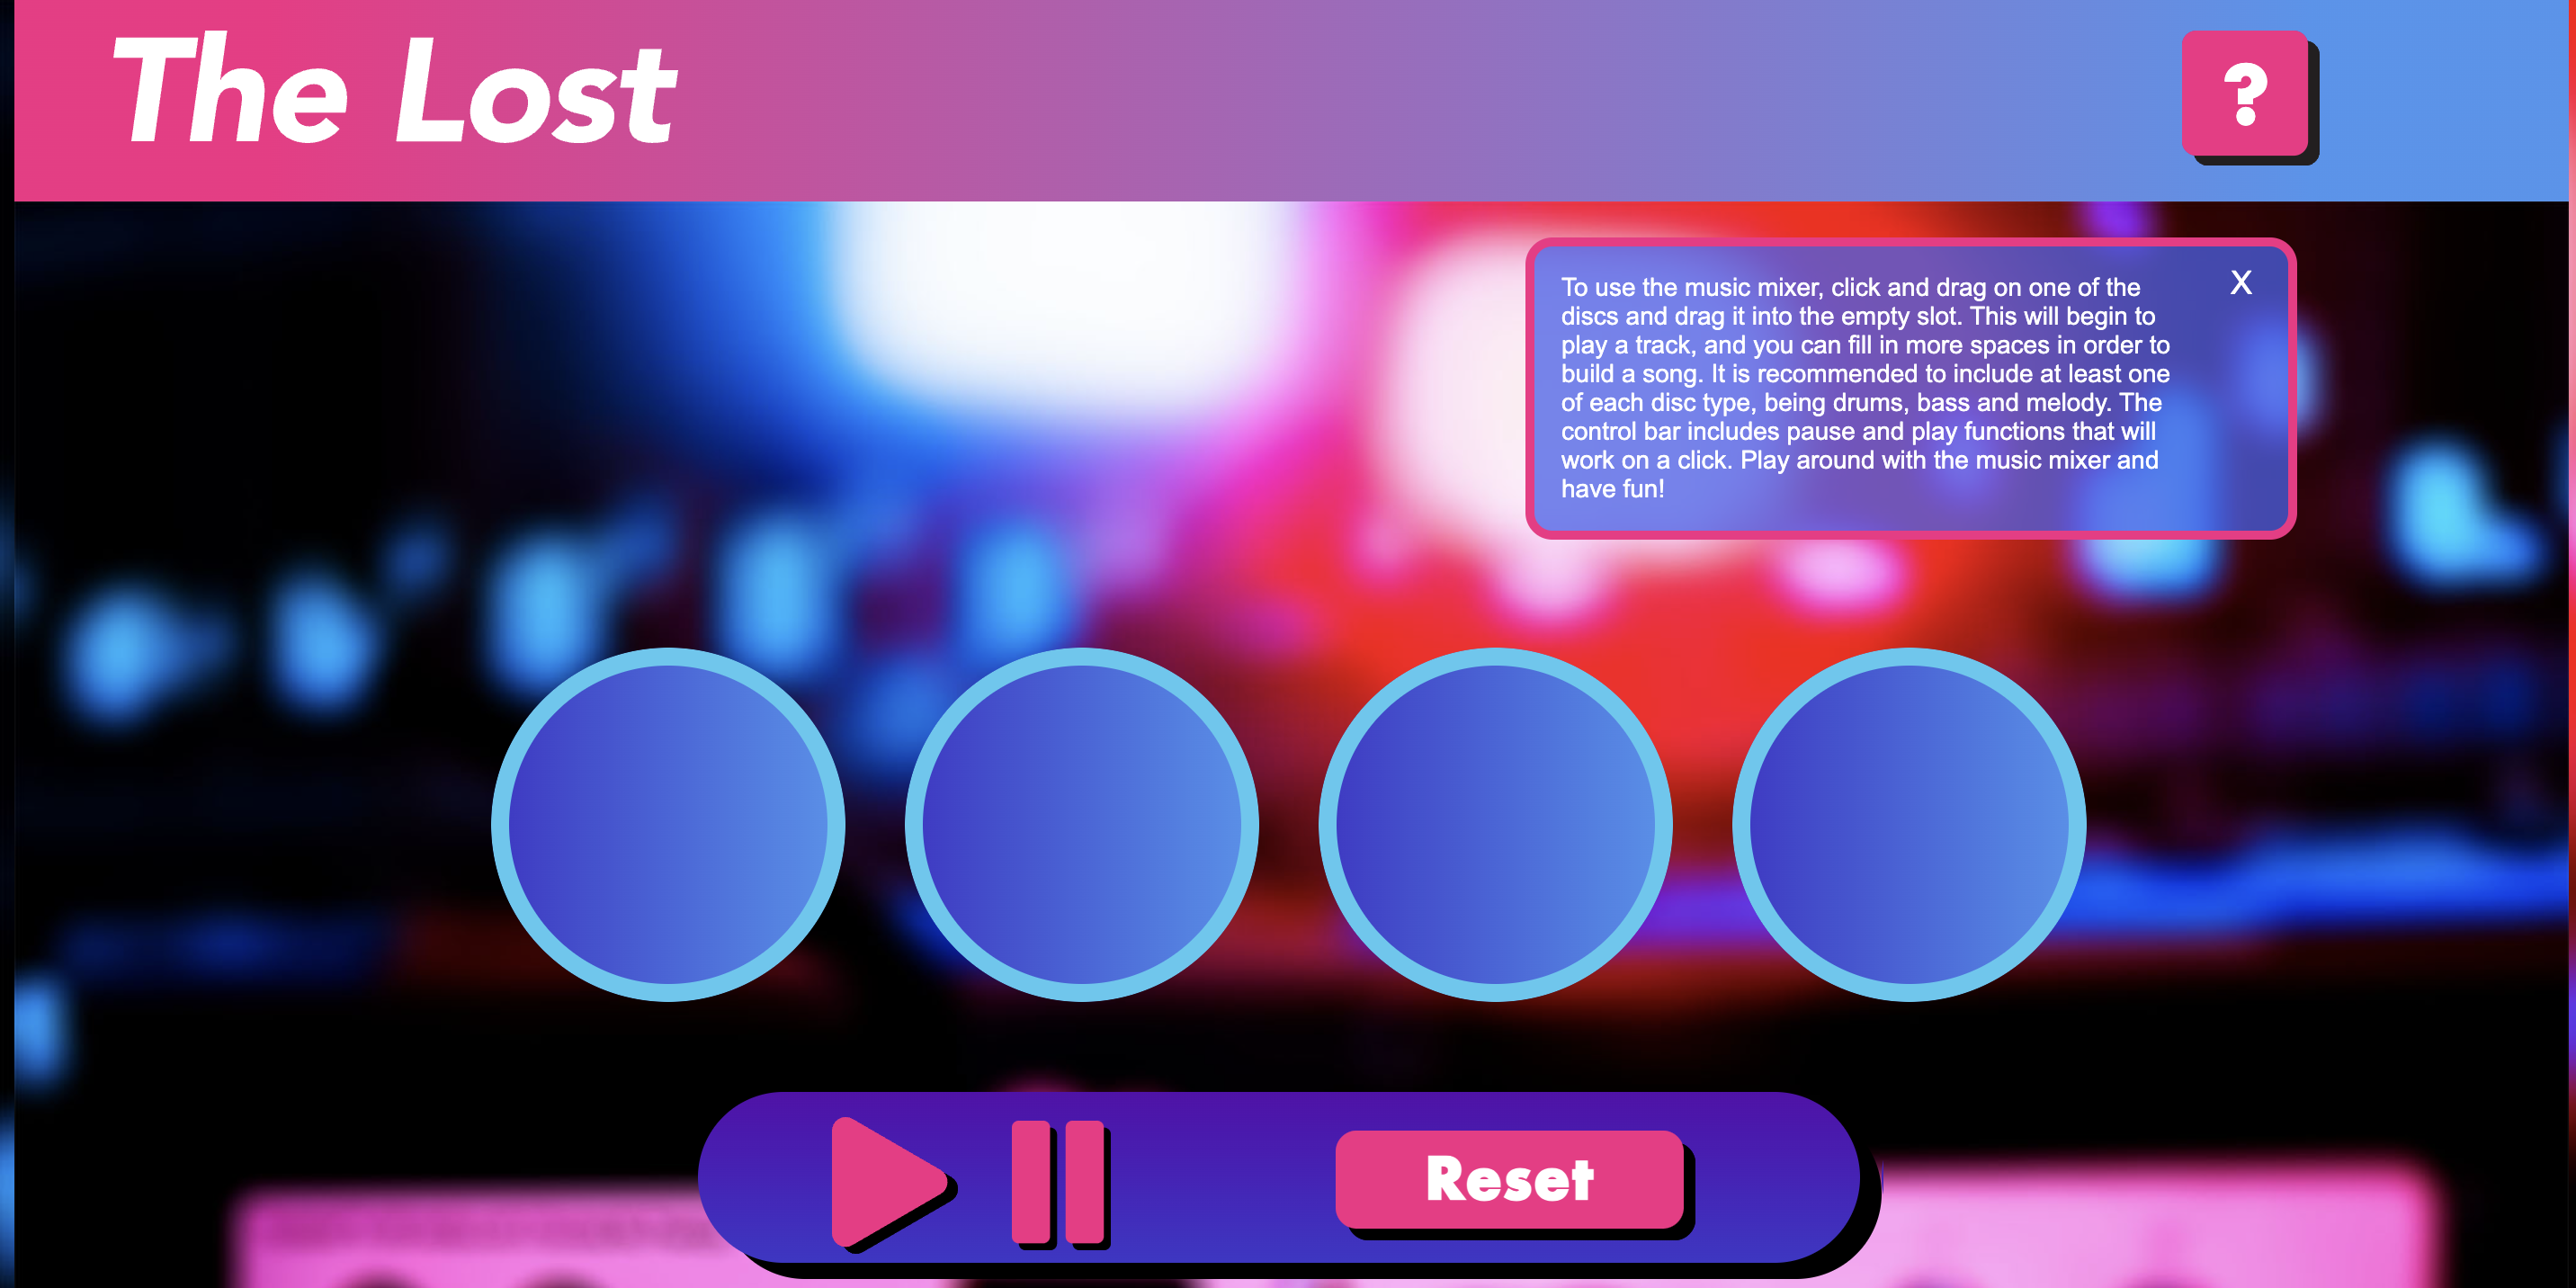 The Lost
?
X
To use the music mixer, click and drag on one of the
discs and drag it into the empty slot. This will begin to
play a track, and you can fill in more spaces in order to
build a song. It is recommended to include at least one
of each disc type, being drums, bass and melody. The
control bar includes pause and play functions that will
work on a click. Play around with the music mixer and
have fun!
Reset